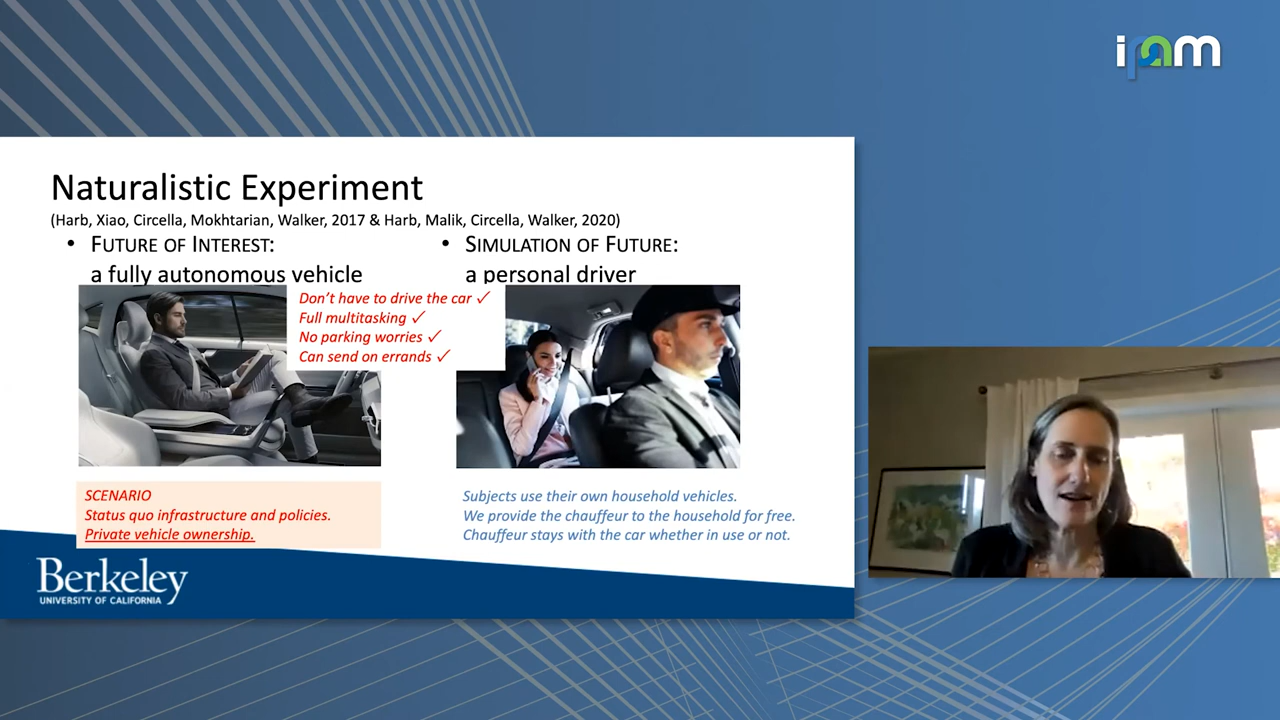 ipam
Naturalistic Experiment
(Harb, Xiao, Circella, Mokhtarian, Walker, 2017 & Harb, Malik, Circella, Walker, 2020)
• FUTURE OF INTEREST:
a fully autonomous vehicle
• SIMULATION OF FUTURE:
a personal driver
Don't have to drive the car ✓
Full multitasking ✓
No parking worries ✓
Can send on errands ✓
SCENARIO
Status quo infrastructure and policies.
Private vehicle ownership.
Subjects use their own household vehicles.
We provide the chauffeur to the household for free.
Chauffeur stays with the car whether in use or not.
Berkeley
UNIVERSITY OF CALIFORNIA